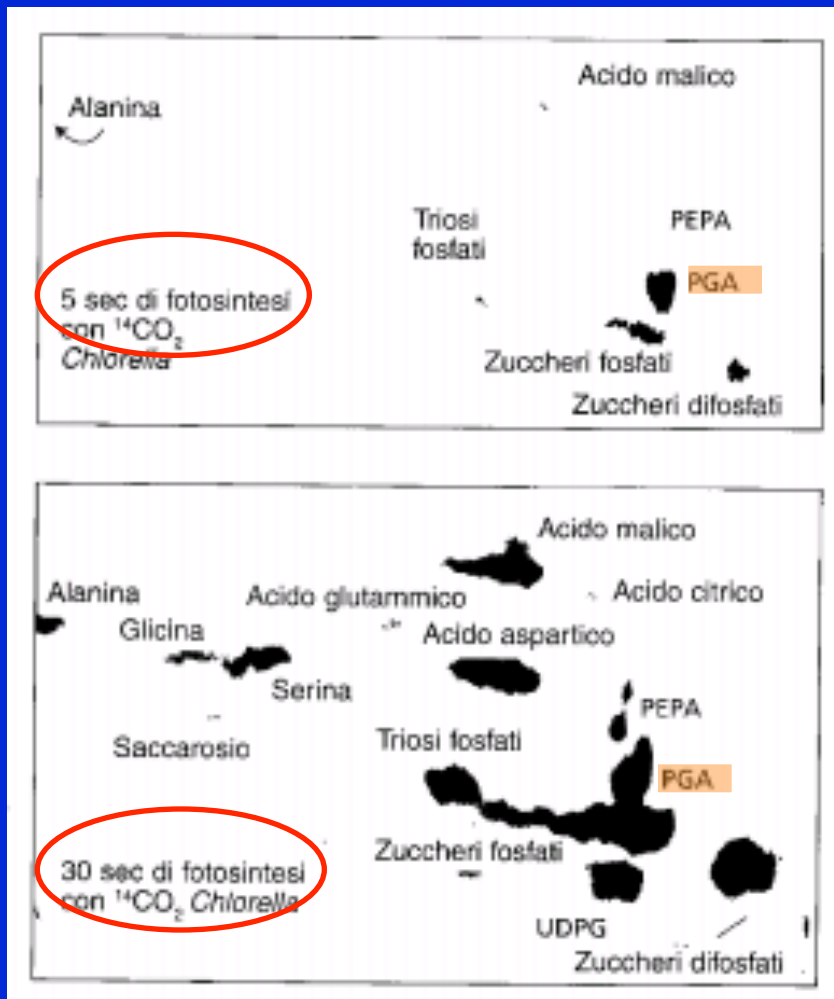 Acido malico
Alanina
Triosi
fosfati
PEPA
PGA
5 sec di fotosintesi
con ¹⁴CO₂
Chlorella
Zuccheri fosfati
Zuccheri difosfati
Acido malico
Alanina
Acido glutammico
Acido citrico
Glicina
Acido aspartico
Serina
PEPA
Saccarosio
Triosi fosfati
PGA
Zuccheri fosfati
30 sec di fotosintesi
con ¹⁴CO₂ Chlorella
UDPG
Zuccheri difosfati